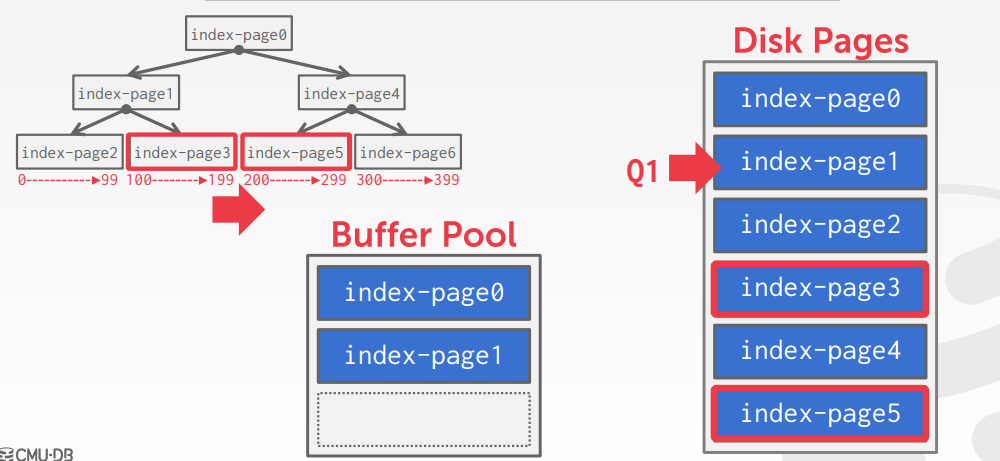 index-page0
index-page1
index-page4
index-page2
index-page3
index-page5
index-page6
0----------▶99
100-------▶199
200-------▶299
300-------▶399
Buffer Pool
index-page0
index-page1
Q1
Disk Pages
index-page0
index-page1
index-page2
index-page3
index-page4
index-page5
CMU·DB